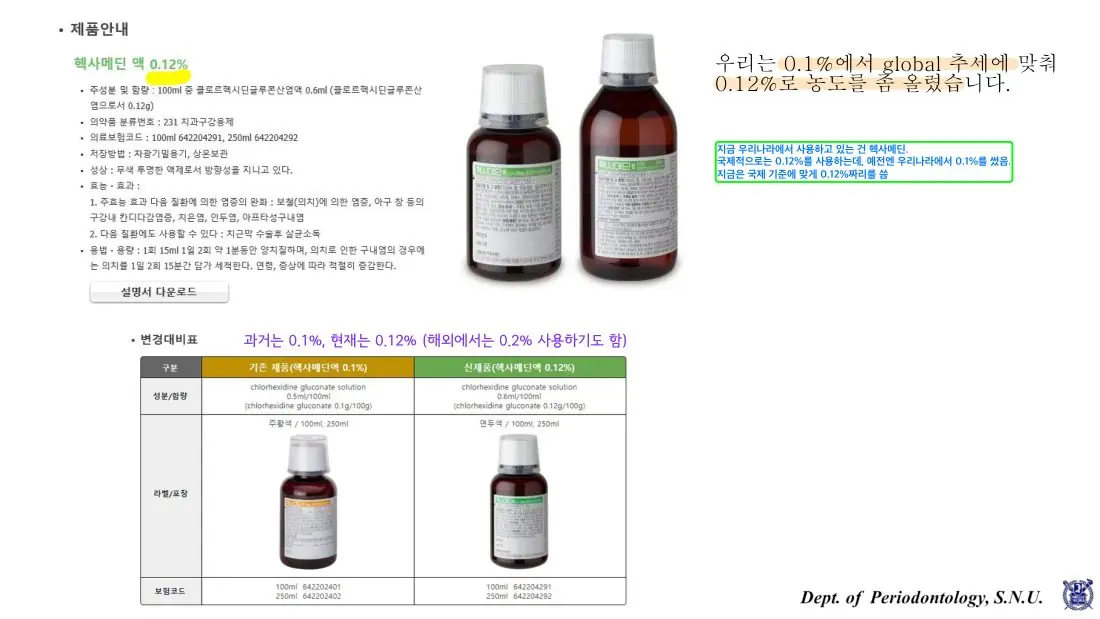 • 제품안내
헥사메딘 액 0.12%
• 주성분 및 함량 : 100ml 중 클로르헥시딘글루콘산염액 0.6ml (클로르헥시딘글루콘산
염으로서 0.12g)
• 의약품 분류번호 : 231 치과구강용제
• 의료보험코드 : 100ml 642204291, 250ml 642204292
• 저장방법 : 차광기밀용기, 상온보관
• 성상 : 무색 투명한 액제로서 방향성을 지니고 있다.
• 효능 · 효과 :
1. 주효능 효과 다음 질환에 의한 염증의 완화 : 보철(의치)에 의한 염증, 아구 창 등의
구강내 칸디다감염증, 치은염, 인두염, 아프타성구내염
2. 다음 질환에도 사용할 수 있다 : 치근막 수술후 살균소독
• 용법 · 용량 : 1회 15ml 1일 2회 약 1분동안 양치질하며, 의치로 인한 구내염의 경우에
는 의치를 1일 2회 15분간 담가 세척한다. 연령, 증상에 따라 적절히 증감한다.
설명서 다운로드
우리는 0.1%에서 global 추세에 맞춰
0.12%로 농도를 좀 올렸습니다.
지금 우리나라에서 사용하고 있는 건 헥사메딘.
국제적으로는 0.12%를 사용하는데, 예전엔 우리나라에서 0.1%를 썼음.
지금은 국제 기준에 맞게 0.12%짜리를 씀
• 변경대비표
과거는 0.1%, 현재는 0.12% (해외에서는 0.2% 사용하기도 함)
구분 기존 제품(헥사메딘액 0.1%) 신제품(헥사메딘액 0.12%)
성분/함량
chlorhexidine gluconate solution
0.5ml/100ml
(chlorhexidine gluconate 0.1g/100g)
chlorhexidine gluconate solution
0.6ml/100ml
(chlorhexidine gluconate 0.12g/100g)
라벨/포장
주황색 / 100ml, 250ml
연두색 / 100ml, 250ml
보험코드
100ml 642202401
250ml 642202402
100ml 642204291
250ml 642204292
Dept. of Periodontology, S.N.U.